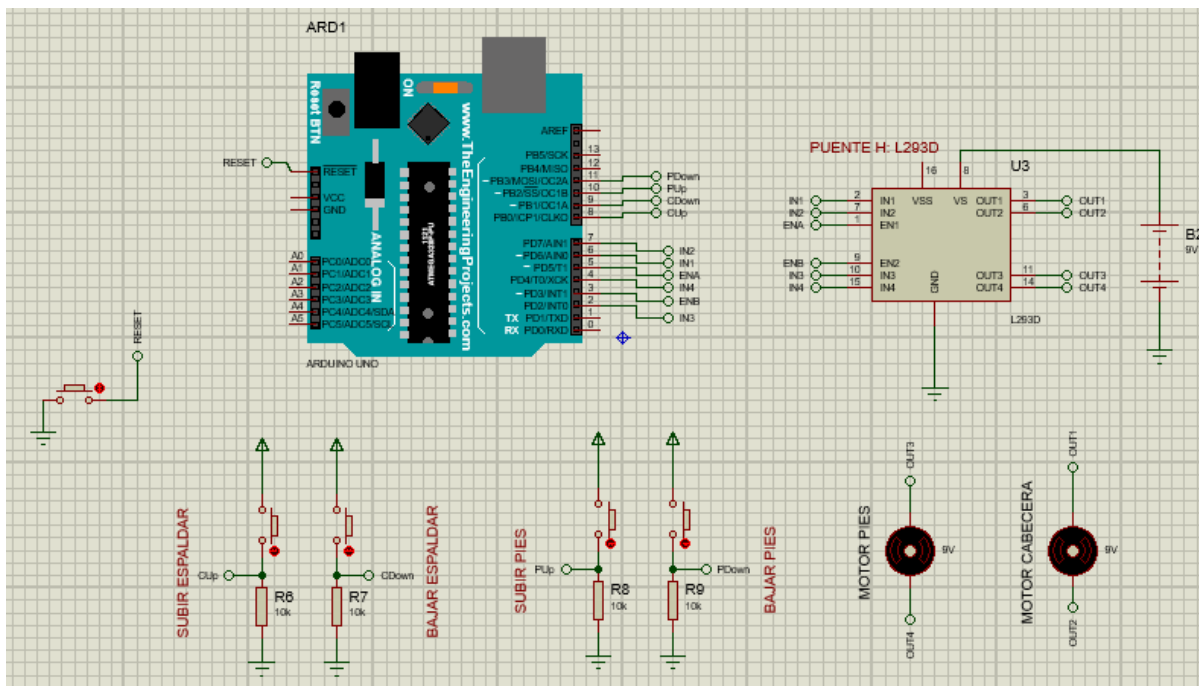 ARD1
Reset BTN
ON
www.TheEngineeringProjects.com
RESET
RESET
VCC
GND
ANALOG IN
A0
A1
A2
A3
A4
A5
PC0/ADC0
PC1/ADC1
PC2/ADC2
PC3/ADC3
PC4/ADC4/SDA
PC5/ADC5/SCL
AREF
PB5/SCK
13
PB4/MISO
12
~PB3/MOSI/OC2A
11
~PB2/SS/OC1B
10
~PB1/OC1A
9
PB0/ICP1/CLKO
8
PD7/AIN1
7
~PD6/AIN0
6
~PD5/T1
5
PD4/T0/XCK
4
~PD3/INT1
3
PD2/INT0
2
TX PD1/TXD
1
RX PD0/RXD
0
PDown
PUp
CDown
CUp
IN2
IN1
ENA
IN4
ENB
IN3
ARDUINO UNO
PUENTE H: L293D
U3
16
8
IN1
IN2
ENA
ENB
IN3
IN4
2
7
1
9
10
15
IN1
IN2
EN1
EN2
IN3
IN4
VSS
VS
OUT1
OUT2
OUT3
OUT4
GND
3
6
11
14
OUT1
OUT2
OUT3
OUT4
L293D
9V
RESET
SUBIR ESPALDAR
CUp
R6
10k
R7
10k
CDown
BAJAR ESPALDAR
SUBIR PIES
PUp
R8
10k
R9
10k
PDown
BAJAR PIES
MOTOR PIES
OUT3
9V
OUT4
MOTOR CABECERA
OUT1
9V
OUT2